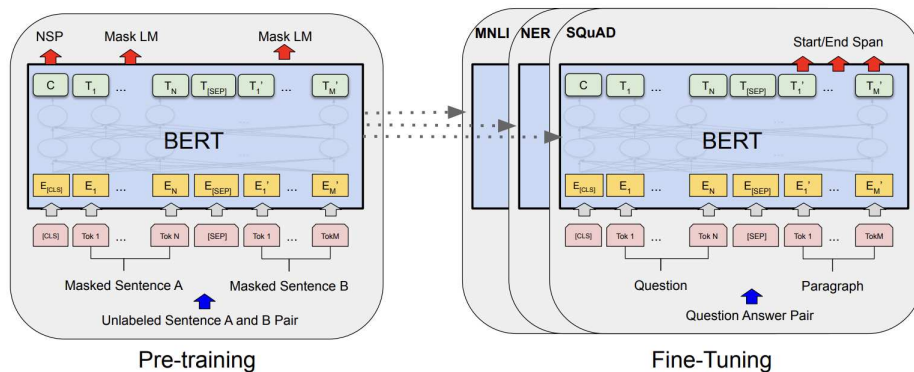 NSP Mask LM Mask LM
C T1 ... TN T[SEP] T1' ... TM'
BERT
E[CLS] E1 ... EN E[SEP] E1' ... EM'
[CLS] Tok 1 ... Tok N [SEP] Tok 1 ... TokM
Masked Sentence A Masked Sentence B
Unlabeled Sentence A and B Pair
Pre-training
MNLI NER SQuAD
Start/End Span
C T1 ... TN T[SEP] T1' ... TM'
BERT
E[CLS] E1 ... EN E[SEP] E1' ... EM'
[CLS] Tok 1 ... Tok N [SEP] Tok 1 ... TokM
Question Paragraph
Question Answer Pair
Fine-Tuning